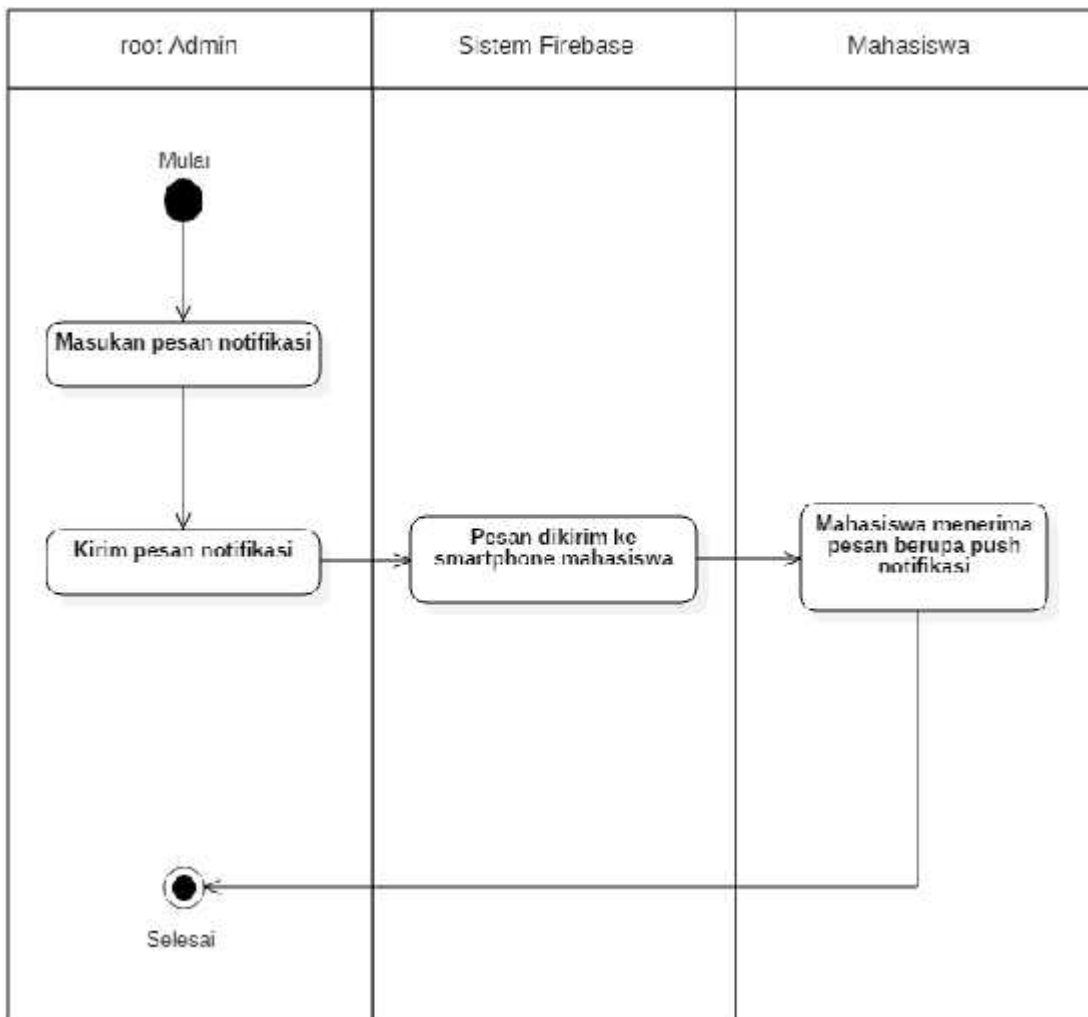 root Admin
Sistem Firebase
Mahasiswa
Mulai
Masukan pesan notifikasi
Kirim pesan notifikasi
Pesan dikirim ke
smartphone mahasiswa
Mahasiswa menerima
pesan berupa push
notifikasi
Selesai